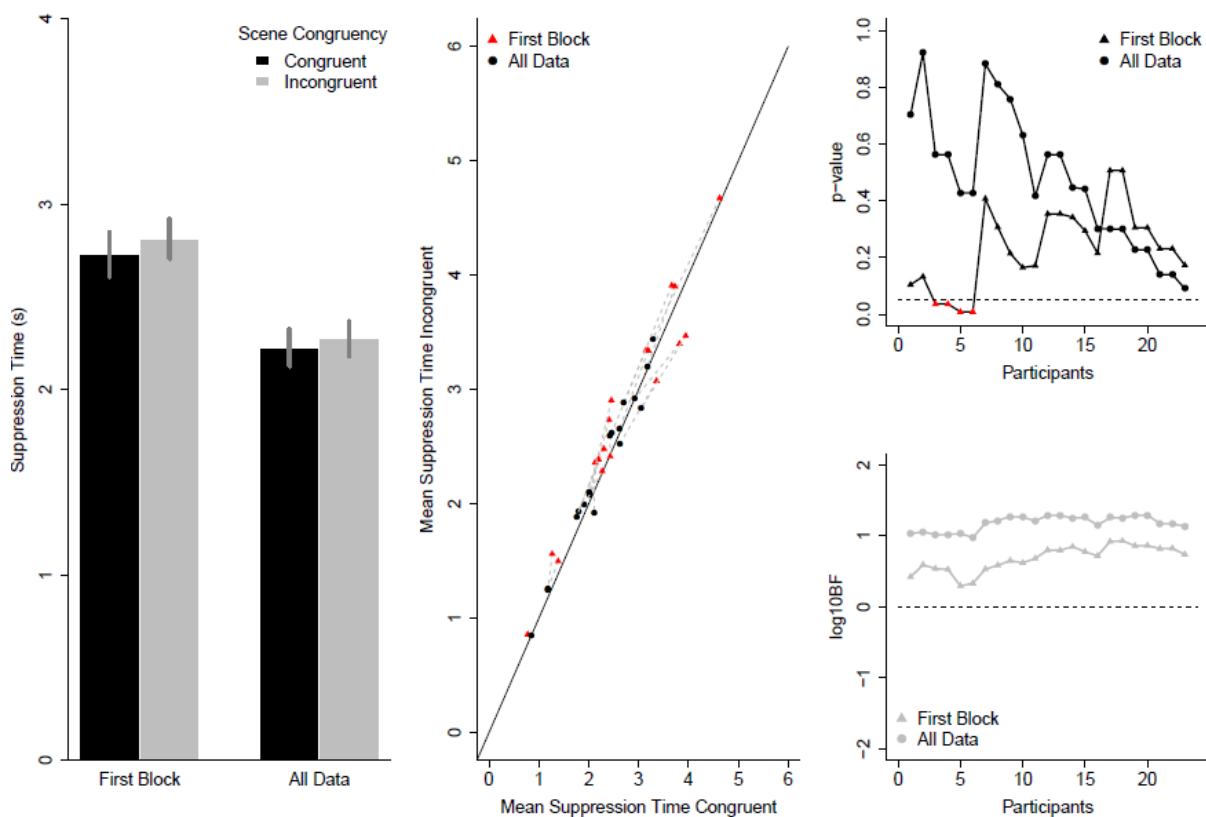 Suppression Time (s)
4
3
2
1
0
Scene Congruency
Congruent
Incongruent
First Block
All Data
Mean Suppression Time Incongruent
6
5
4
3
2
1
0
First Block
All Data
0 1 2 3 4 5 6
Mean Suppression Time Congruent
p−value
1.0
0.8
0.6
0.4
0.2
0.0
First Block
All Data
0 5 10 15 20
Participants
log10BF
2
1
0
−1
−2
First Block
All Data
0 5 10 15 20
Participants